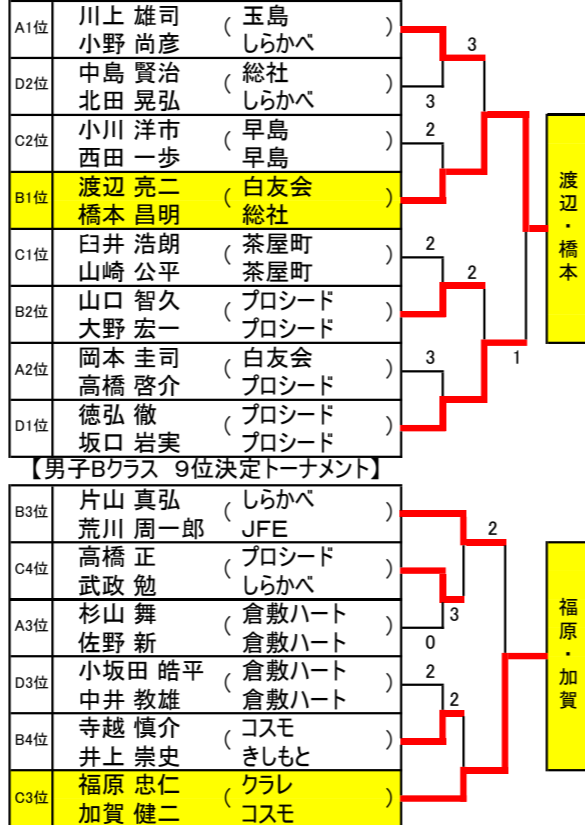 A1位 川上 雄司 ( 玉島 )
小野 尚彦 しらかべ
3
D2位 中島 賢治 ( 総社 )
北田 晃弘 しらかべ
3
C2位 小川 洋市 ( 早島 )
西田 一歩 早島
2
B1位 渡辺 亮二 ( 白友会 )
橋本 昌明 総社
渡辺・橋本
C1位 臼井 浩朗 ( 茶屋町 )
山崎 公平 茶屋町
2
2
B2位 山口 智久 ( プロシード )
大野 宏一 プロシード
A2位 岡本 圭司 ( 白友会 )
高橋 啓介 プロシード
3
1
D1位 徳弘 徹 ( プロシード )
坂口 岩実 プロシード
【男子Bクラス 9位決定トーナメント】
B3位 片山 真弘 ( しらかべ )
荒川 周一郎 JFE
2
C4位 高橋 正 ( プロシード )
武政 勉 しらかべ
3
A3位 杉山 舞 ( 倉敷ハート )
佐野 新 倉敷ハート
0
福原・加賀
D3位 小坂田 皓平 ( 倉敷ハート )
中井 教雄 倉敷ハート
2
2
B4位 寺越 慎介 ( コスモ )
井上 崇史 きしもと
C3位 福原 忠仁 ( クラレ )
加賀 健二 コスモ